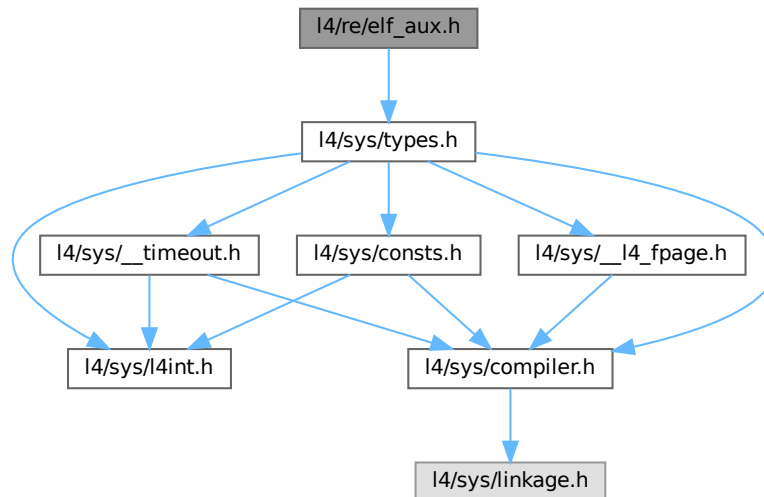 l4/re/elf_aux.h
l4/sys/types.h
l4/sys/__timeout.h
l4/sys/consts.h
l4/sys/__l4_fpage.h
l4/sys/l4int.h
l4/sys/compiler.h
l4/sys/linkage.h